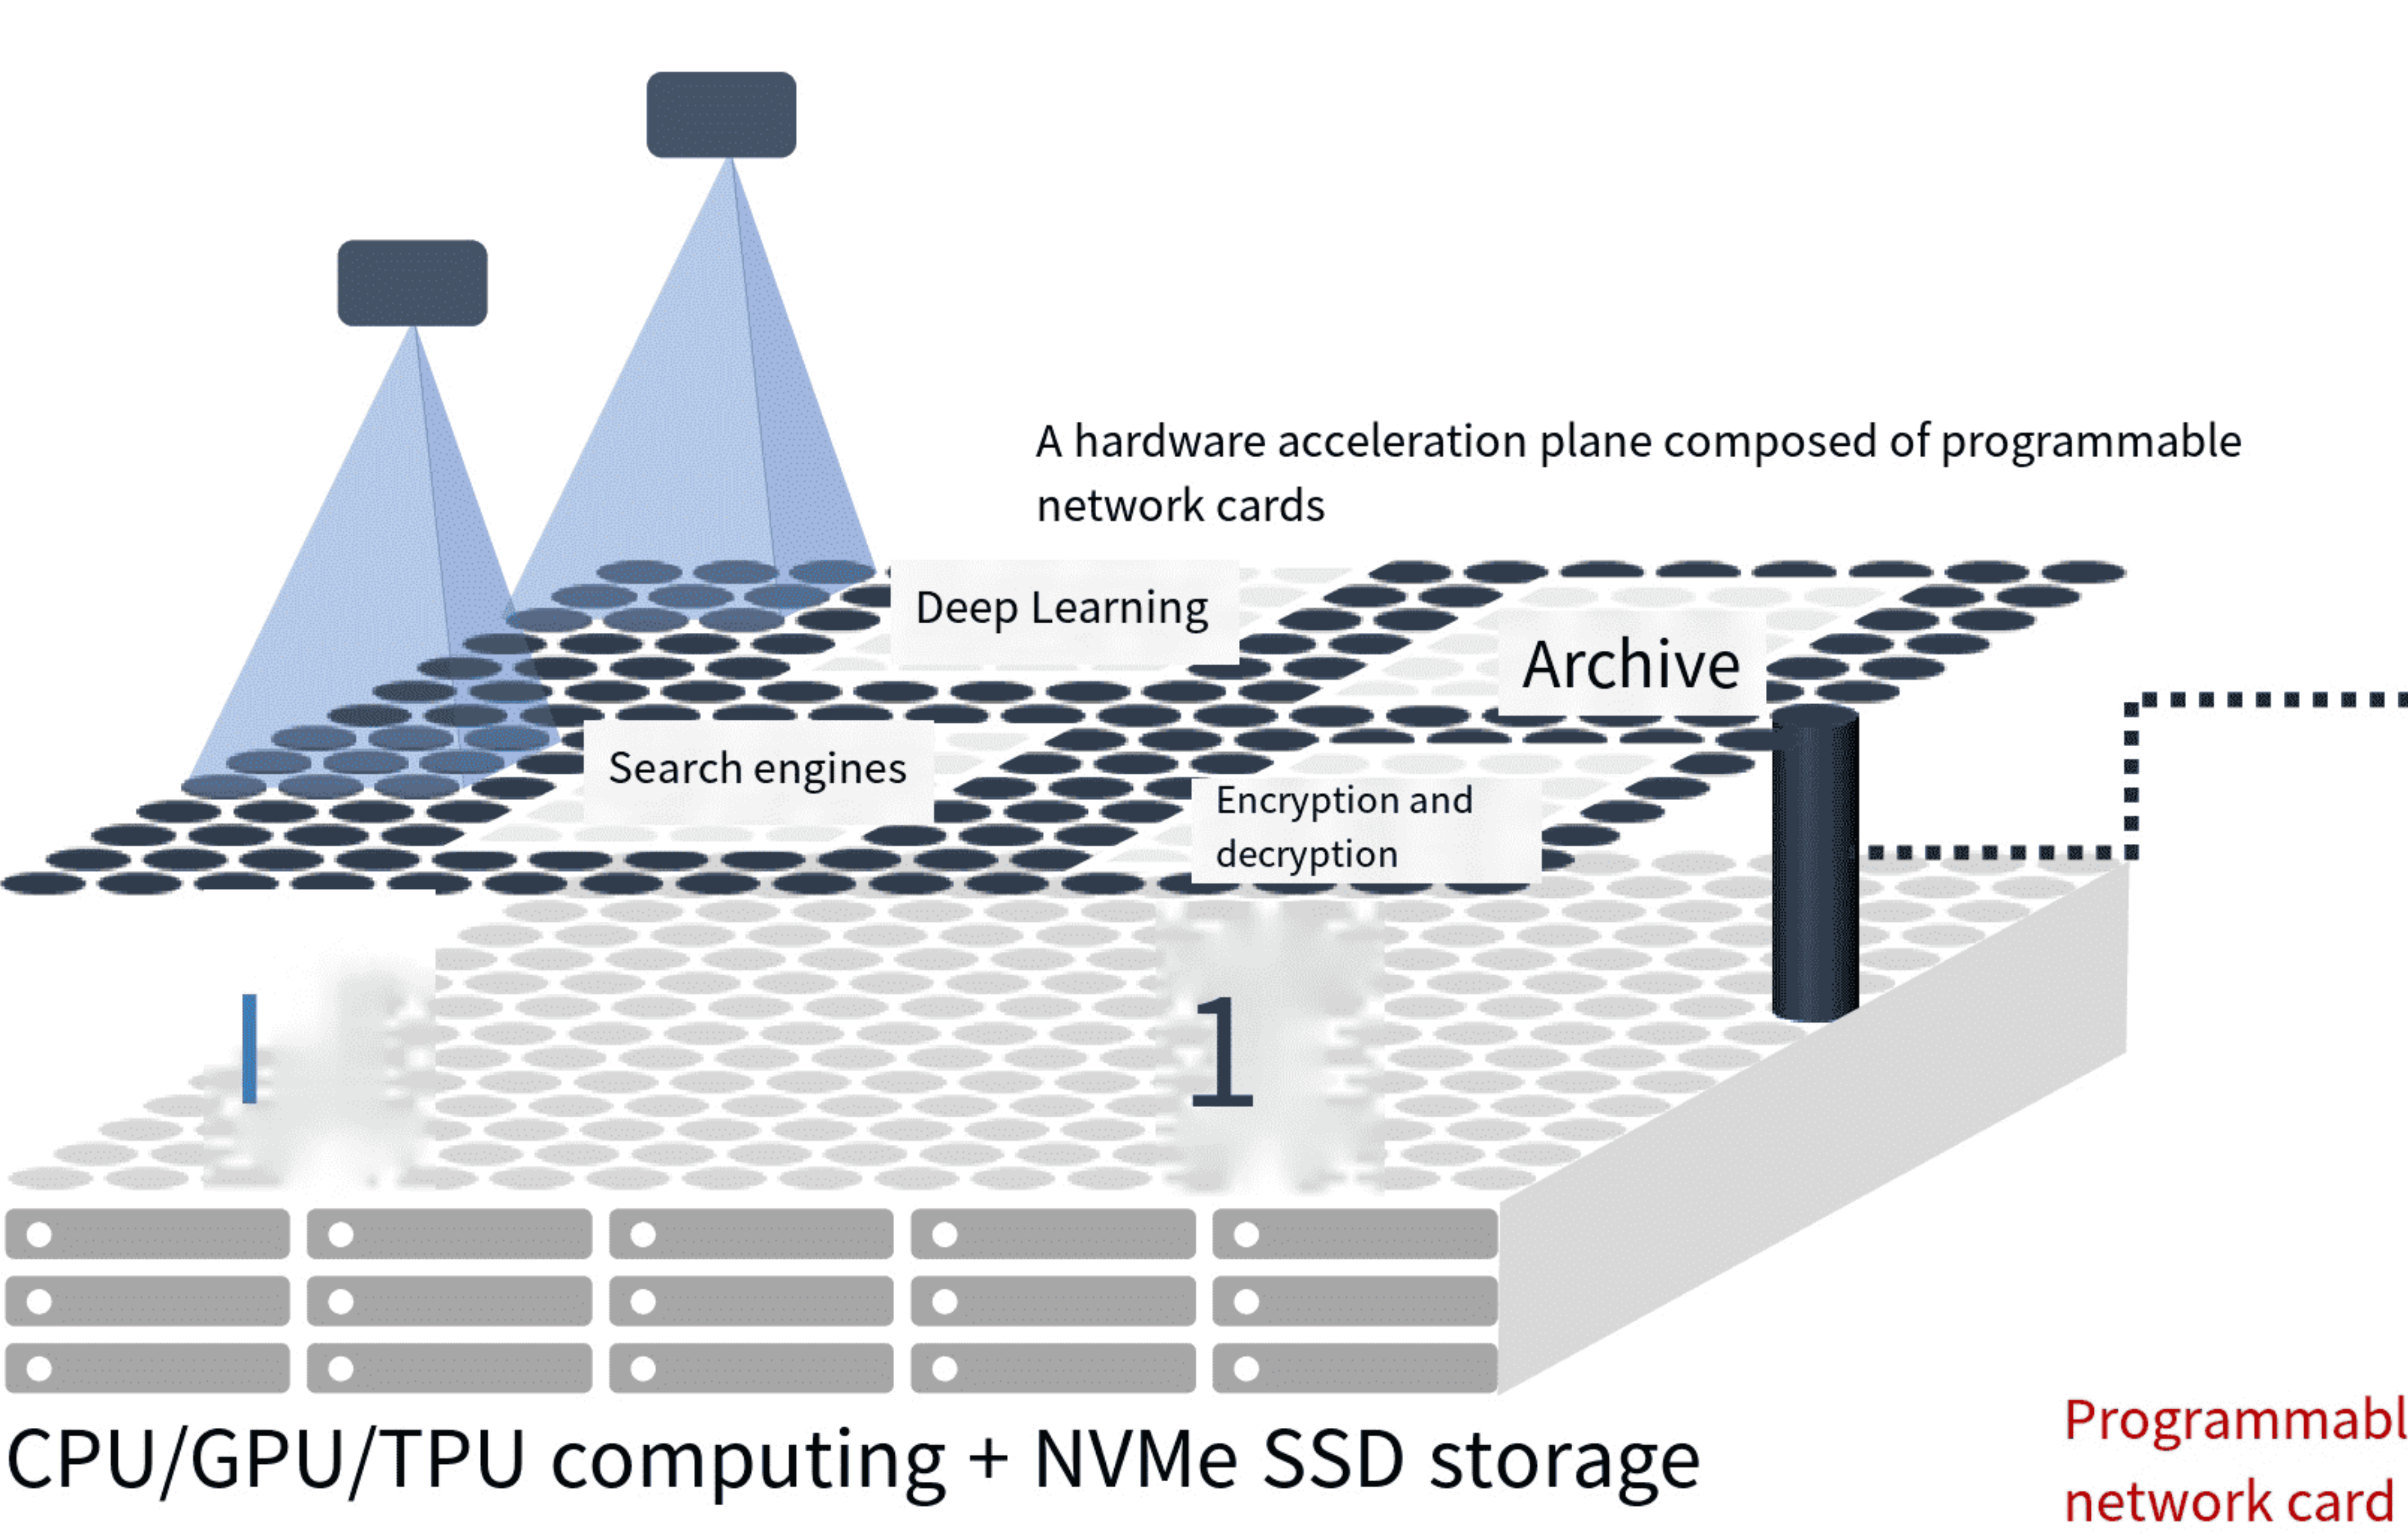 A hardware acceleration plane composed of programmable
network cards
Deep Learning
Archive
Search engines
Encryption and
decryption
1
CPU/GPU/TPU computing + NVMe SSD storage
Programmabl
network card